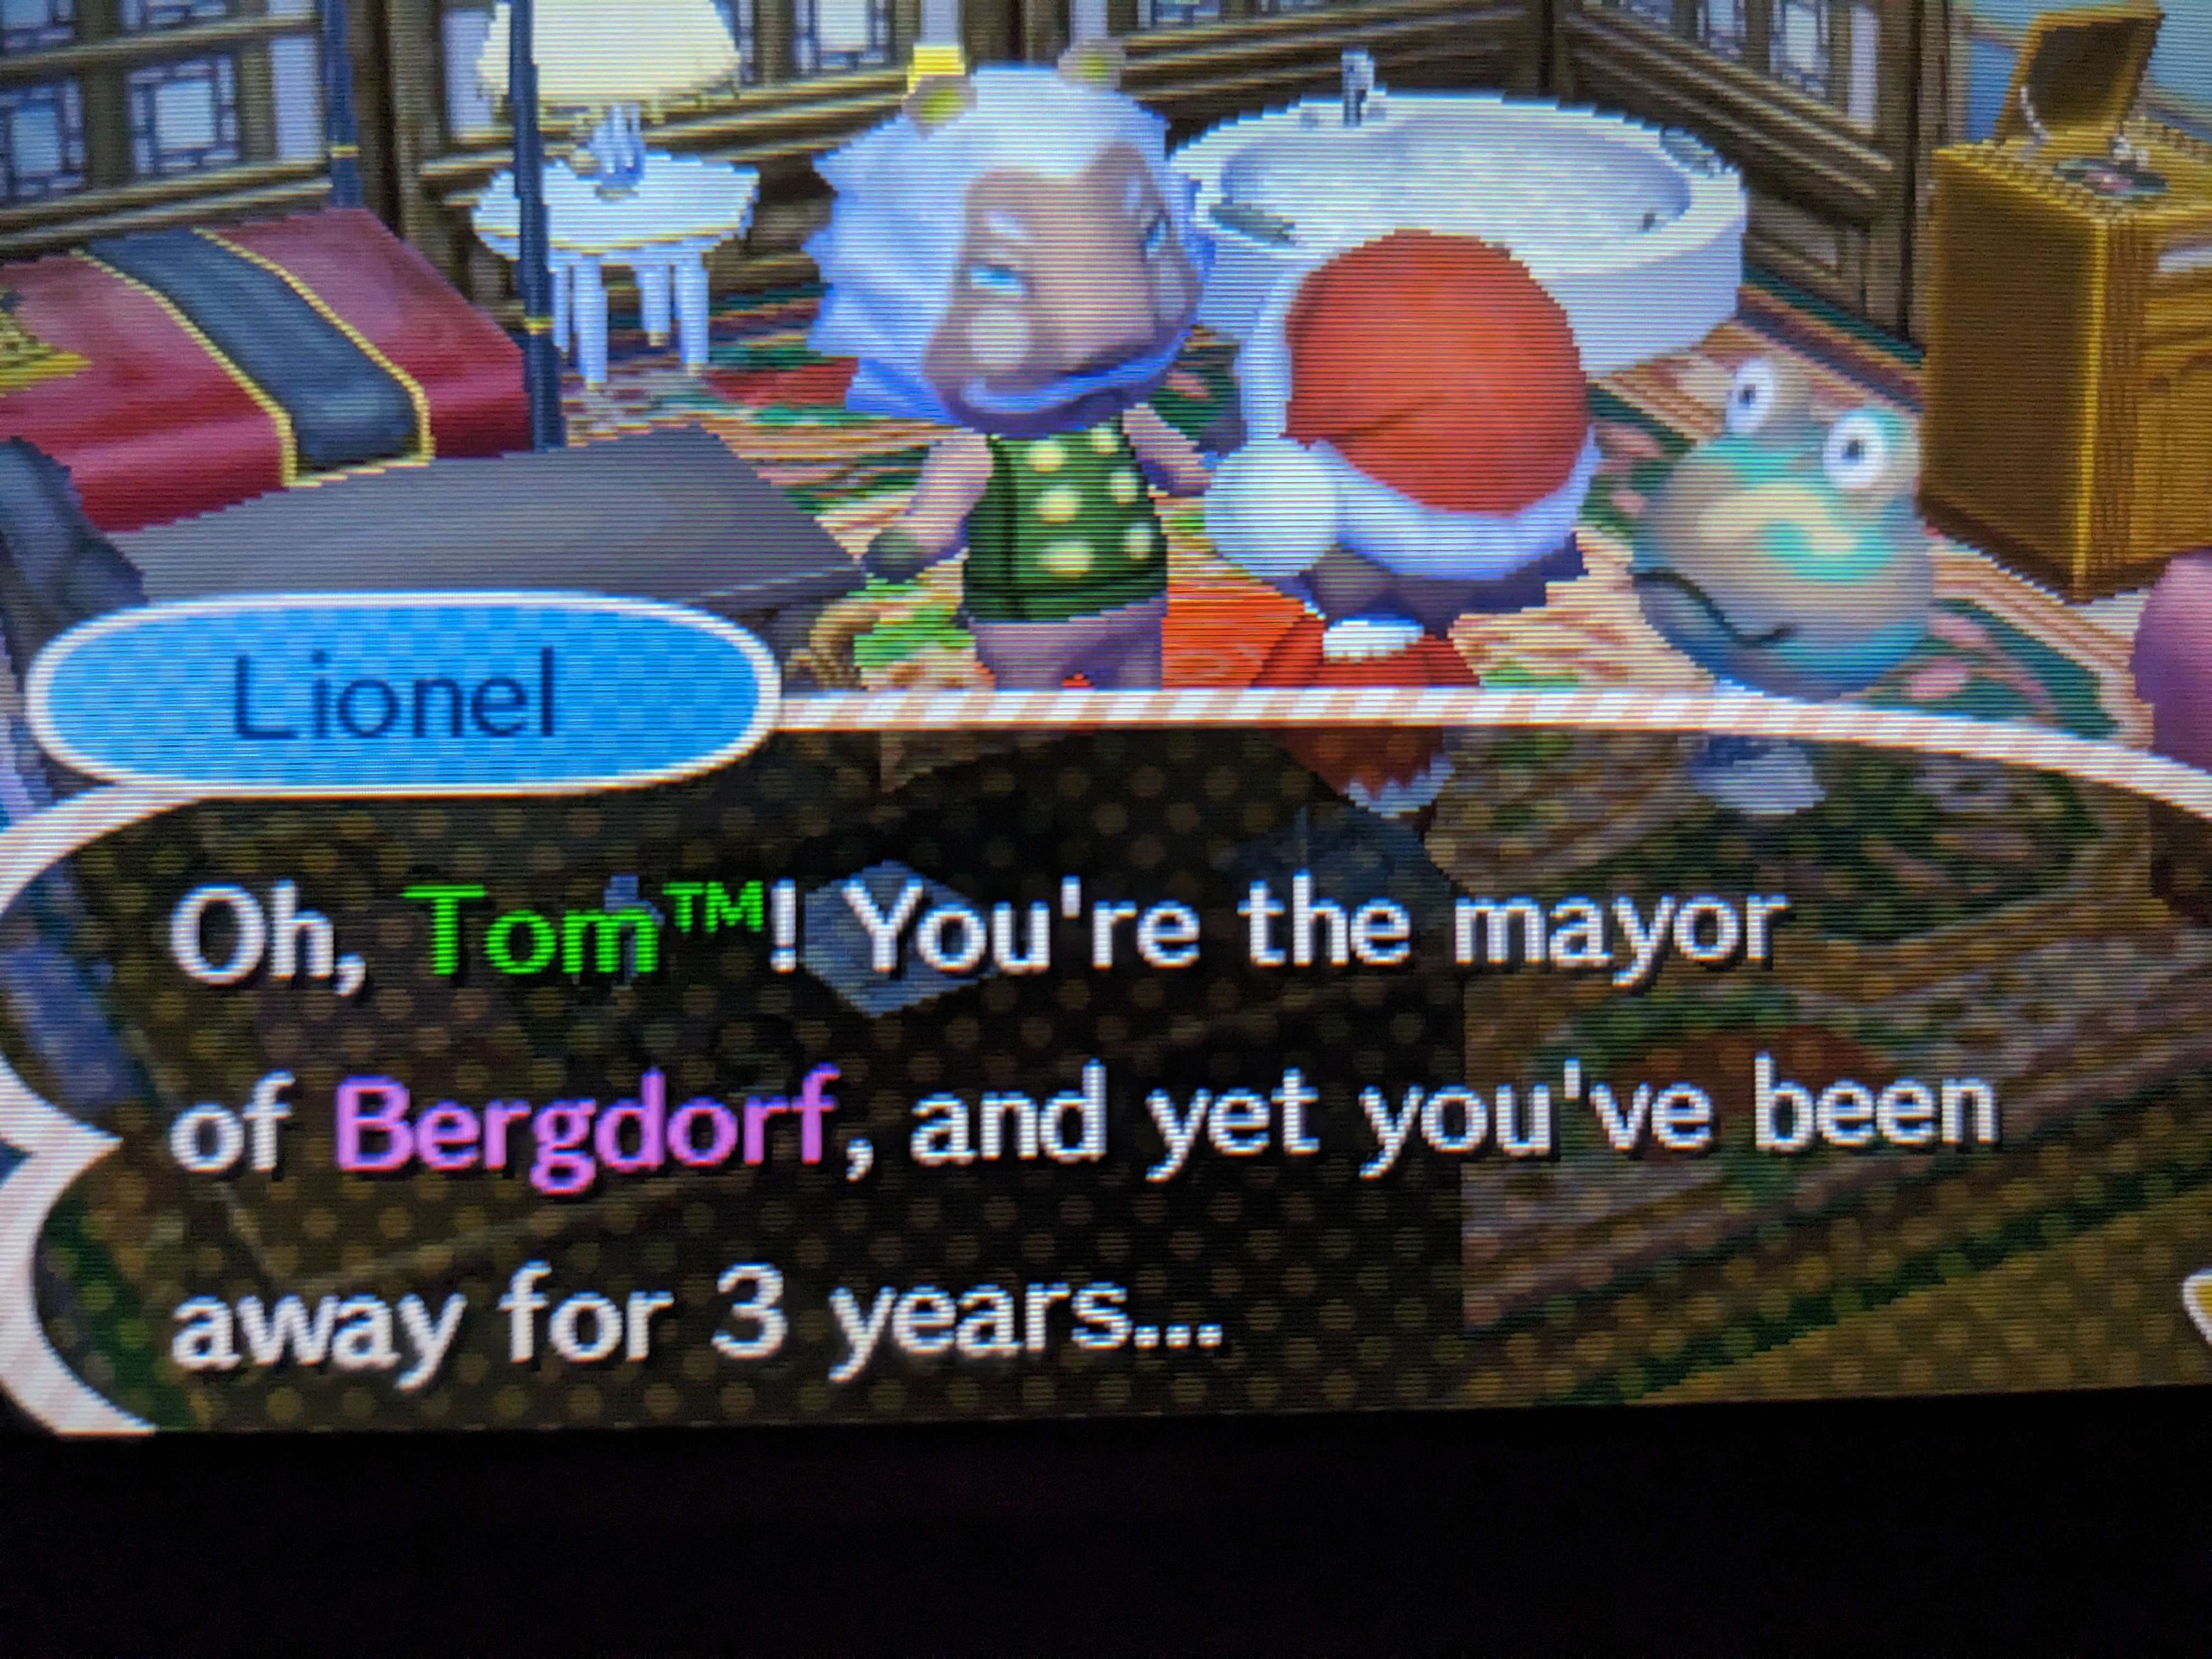 Lionel
Oh, Tom™! You're the mayor
of Bergdorf, and yet you've been
away for 3 years...